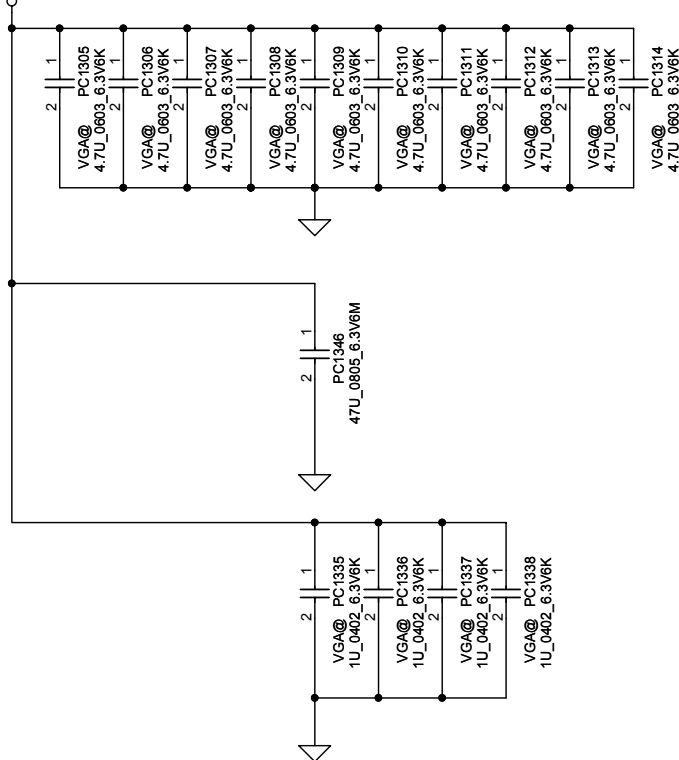 1
2
VGA@ PC1305
4.7U_0603_6.3V6K
1
2
VGA@ PC1306
4.7U_0603_6.3V6K
1
2
VGA@ PC1307
4.7U_0603_6.3V6K
1
2
VGA@ PC1308
4.7U_0603_6.3V6K
1
2
VGA@ PC1309
4.7U_0603_6.3V6K
1
2
VGA@ PC1310
4.7U_0603_6.3V6K
1
2
VGA@ PC1311
4.7U_0603_6.3V6K
1
2
VGA@ PC1312
4.7U_0603_6.3V6K
1
2
VGA@ PC1313
4.7U_0603_6.3V6K
1
2
VGA@ PC1314
4.7U_0603_6.3V6K
1
2
PC1346
47U_0805_6.3V6M
1
2
VGA@ PC1335
1U_0402_6.3V6K
1
2
VGA@ PC1336
1U_0402_6.3V6K
1
2
VGA@ PC1337
1U_0402_6.3V6K
1
2
VGA@ PC1338
1U_0402_6.3V6K